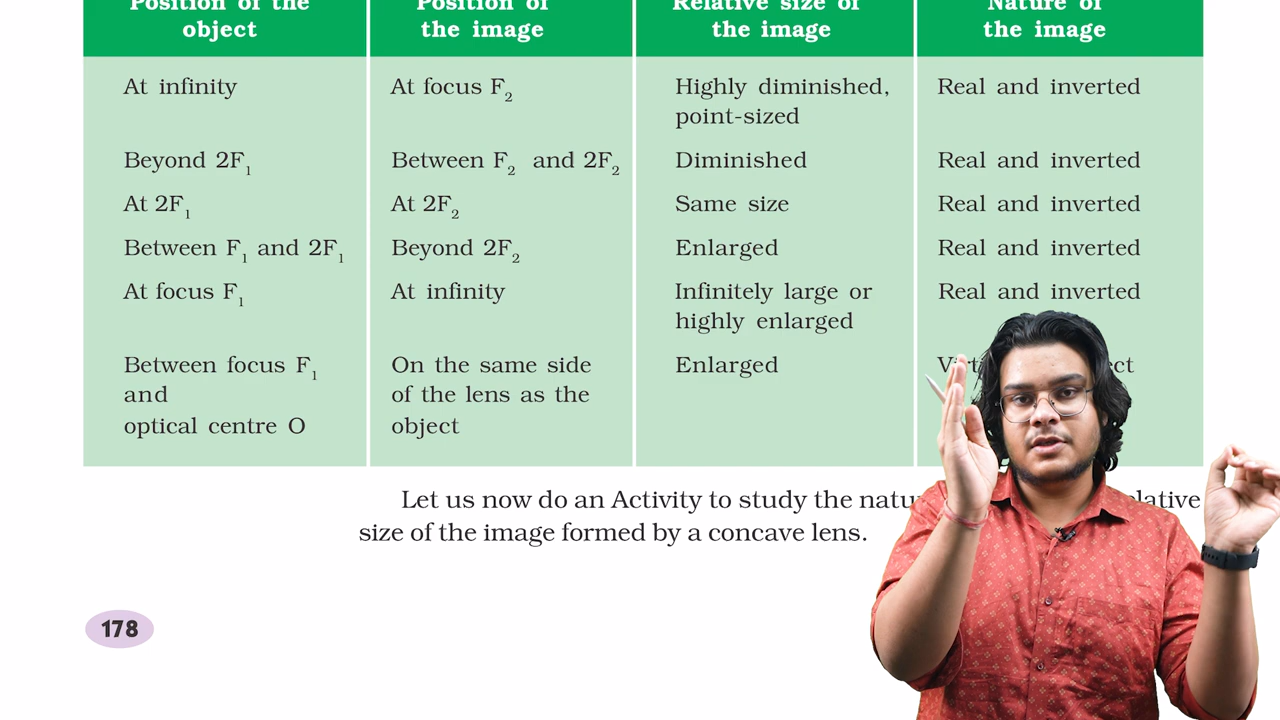 Position of the
object
Position of
the image
Relative size of
the image
Nature of
the image
At infinity
At focus F2
Highly diminished,
point-sized
Real and inverted
Beyond 2F1
Between F2 and 2F2
Diminished
Real and inverted
At 2F1
At 2F2
Same size
Real and inverted
Between F1 and 2F1
Beyond 2F2
Enlarged
Real and inverted
At focus F1
At infinity
Infinitely large or
highly enlarged
Real and inverted
Between focus F1
and
optical centre O
On the same side
of the lens as the
object
Enlarged
Let us now do an Activity to study the
size of the image formed by a concave lens.
178